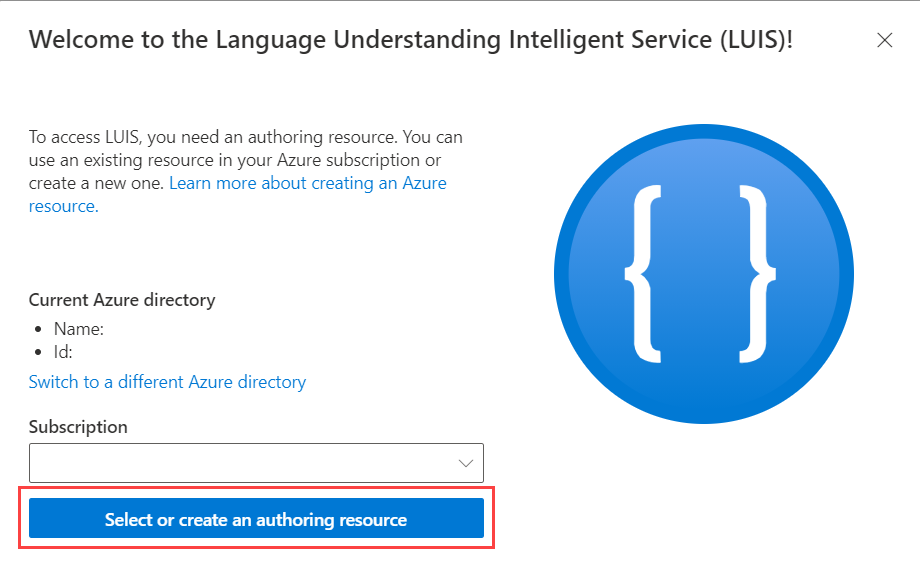 Welcome to the Language Understanding Intelligent Service (LUIS)!
To access LUIS, you need an authoring resource. You can
use an existing resource in your Azure subscription or
create a new one. Learn more about creating an Azure
resource.
{ }
Current Azure directory
• Name:
• Id:
Switch to a different Azure directory
Subscription
Select or create an authoring resource